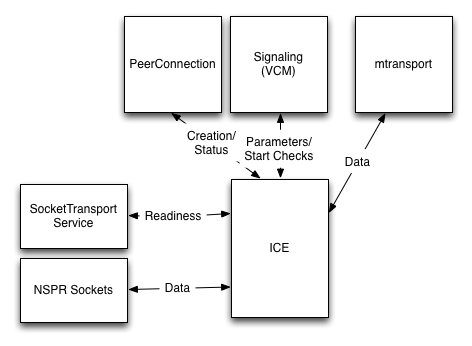 PeerConnection
Signaling
(VCM)
mtransport
Creation/
Status
Parameters/
Start Checks
Data
SocketTransport
Service
Readiness
ICE
NSPR Sockets
Data